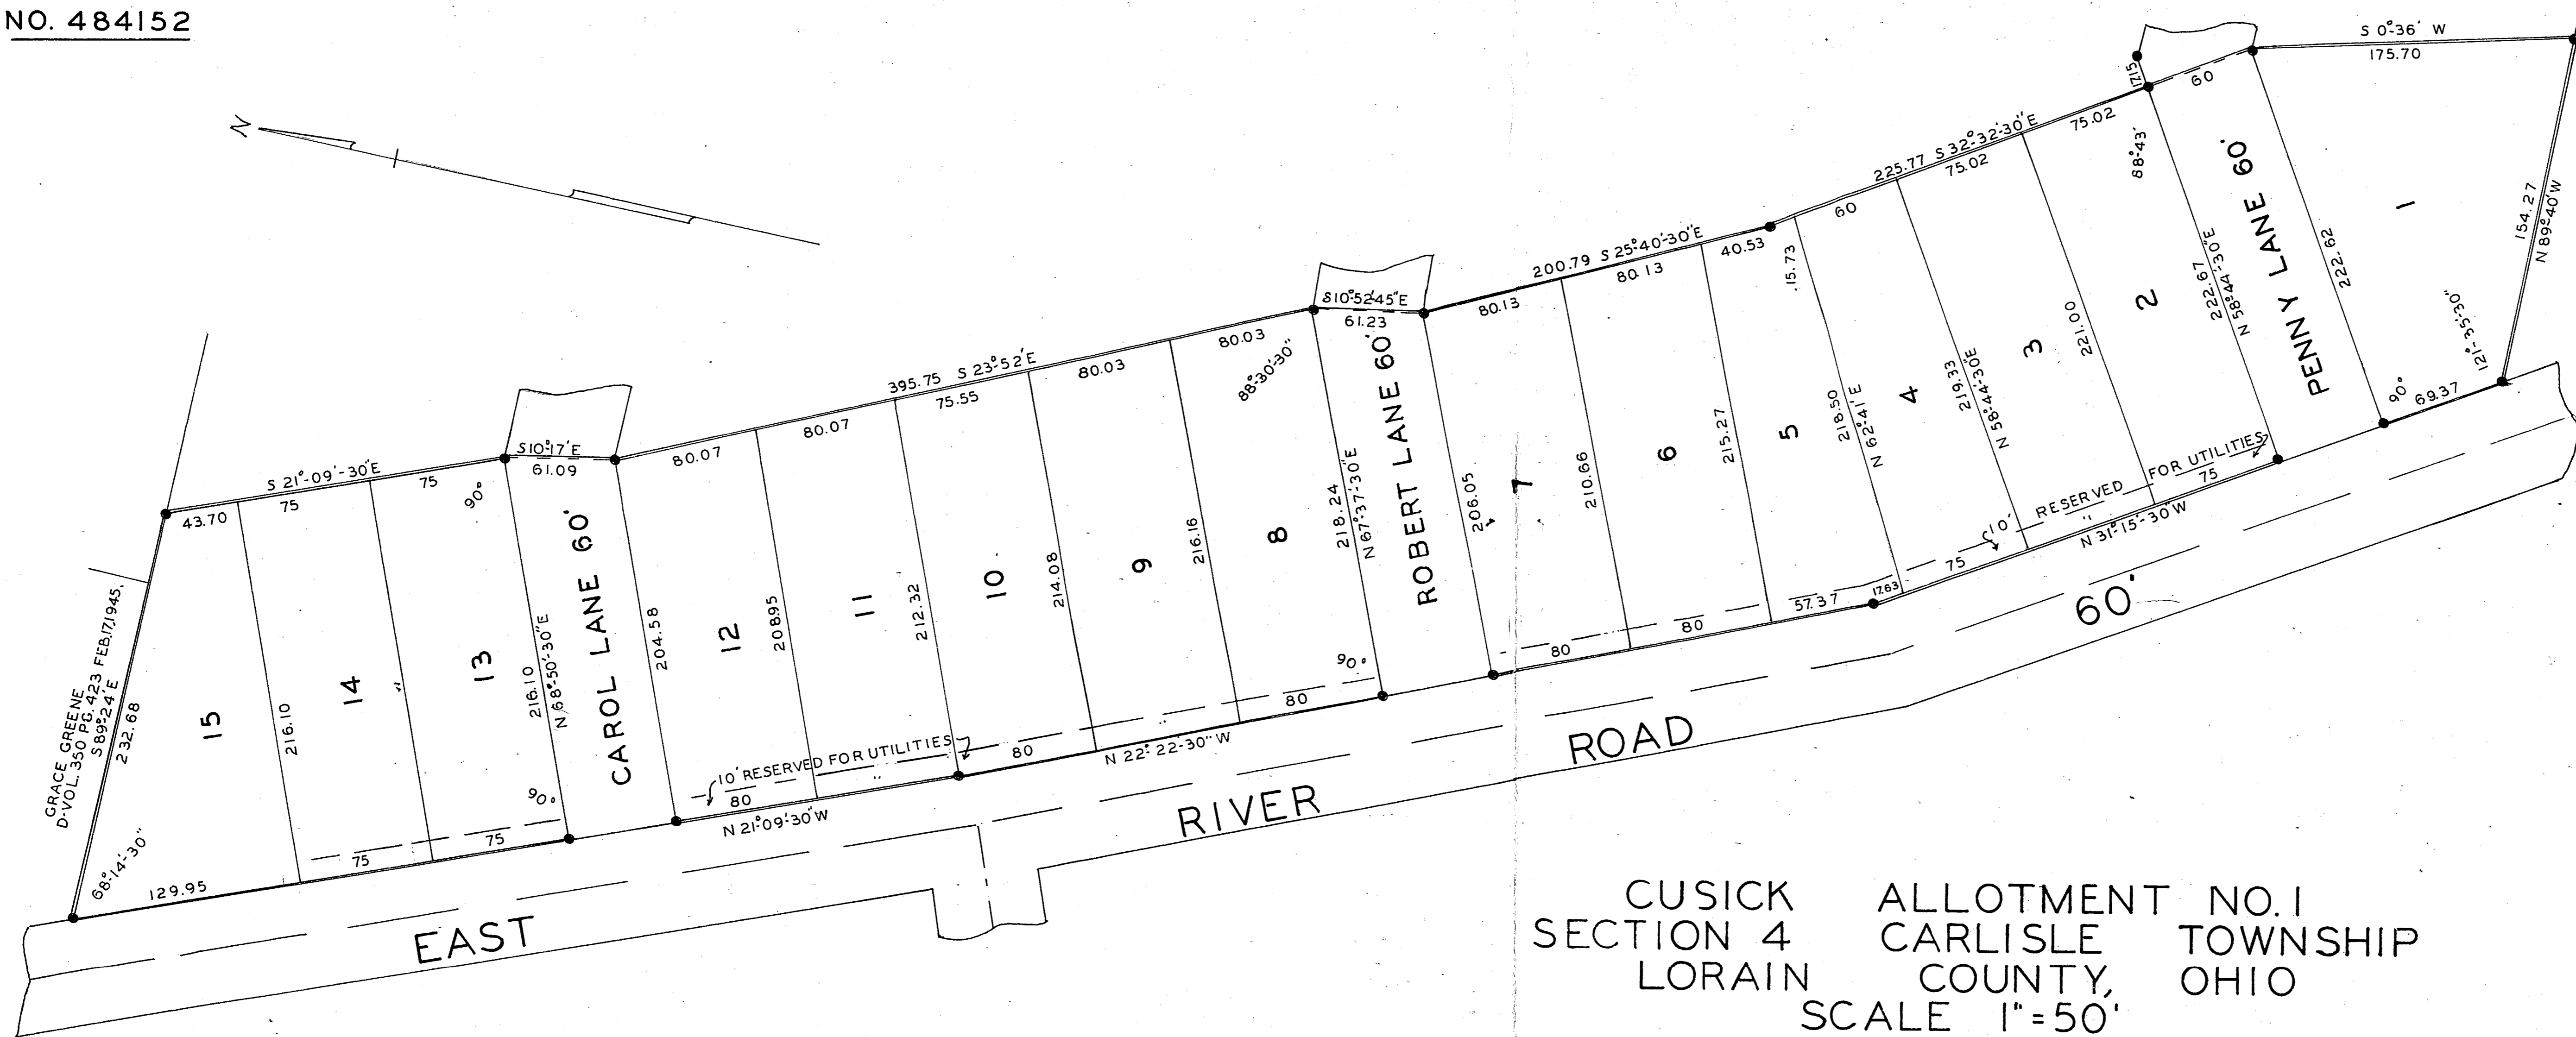 NO. 484152
N
S 0°-36' W
175.70
17.15
60
154.27
N 89°-40'W
1
121°-35'-30"
90°
69.37
222.62
PENNY LANE 60'
222.67
N 58°-44'-30"E
88°-43'
75.02
2
75
221.00
225.77 S 32°-32'-30"E
75.02
3
219.33
N 58°-44'-30"E
60
4
75
N 31°-15'-30 W
10' RESERVED FOR UTILITIES
218.50
N 62°-41' E
15.73
40.53
5
57.37
17.63
215.27
200.79 S 25°-40'-30"E
80.13
6
80
210.66
80.13
7
80
206.05
S10°-52'-45"E
61.23
ROBERT LANE 60'
218.24
N 67°-37'-30"E
88°-30'-30"
90°
80.03
8
80
216.16
80.03
9
214.08
395.75 S 23°-52'E
75.55
10
80
N 22°-22'-30" W
212.32
80.07
11
208.95
80.07
12
80
N 21°-09'-30"W
10' RESERVED FOR UTILITIES
204.58
S10°-17'E
61.09
CAROL LANE 60'
216.10
N 68°-50'-30"E
90°
90°
S 21°-09'-30"E
75
13
75
75
14
75
216.10
43.70
15
129.95
68°-14'-30"
GRACE GREENE
D-VOL. 350 PG. 423 FEB.17,1945.
S 89°-24'E
232.68
EAST RIVER ROAD 60'
CUSICK ALLOTMENT NO. 1
SECTION 4 CARLISLE TOWNSHIP
LORAIN COUNTY, OHIO
SCALE 1"=50'